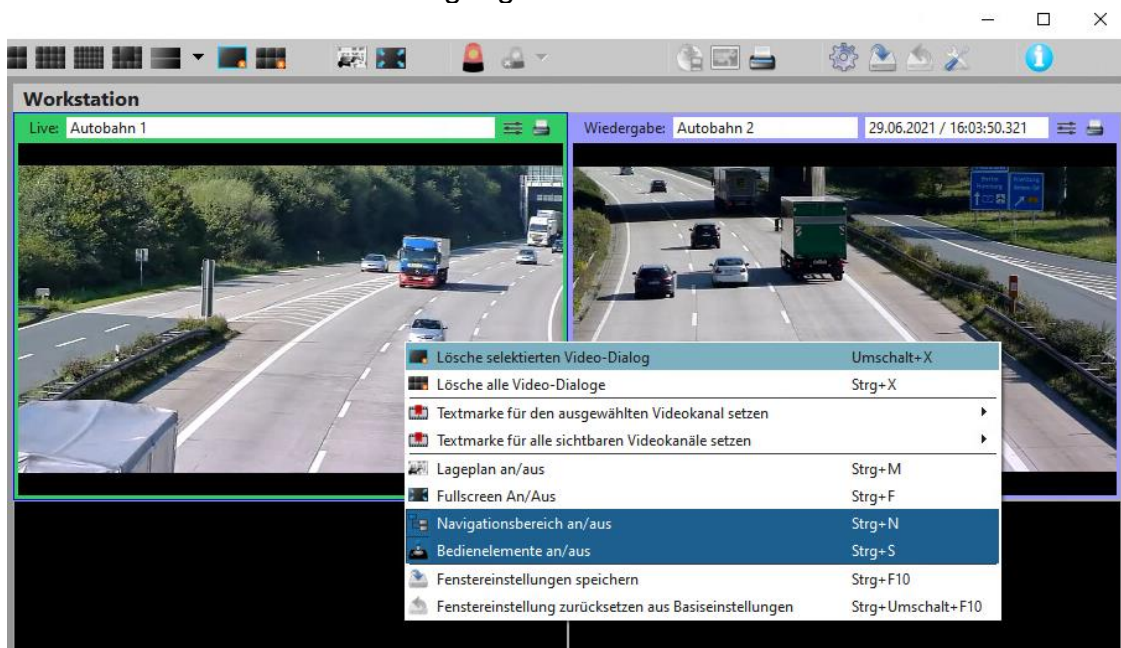 Workstation
Live: Autobahn 1
Wiedergabe: Autobahn 2 29.06.2021 / 16:03:50.321
Lösche selektierten Video-Dialog Umschalt+X
Lösche alle Video-Dialoge Strg+X
Textmarke für den ausgewählten Videokanal setzen
Textmarke für alle sichtbaren Videokanäle setzen
Lageplan an/aus Strg+M
Fullscreen An/Aus Strg+F
Navigationsbereich an/aus Strg+N
Bedienelemente an/aus Strg+S
Fenstereinstellungen speichern Strg+F10
Fenstereinstellung zurücksetzen aus Basiseinstellungen Strg+Umschalt+F10